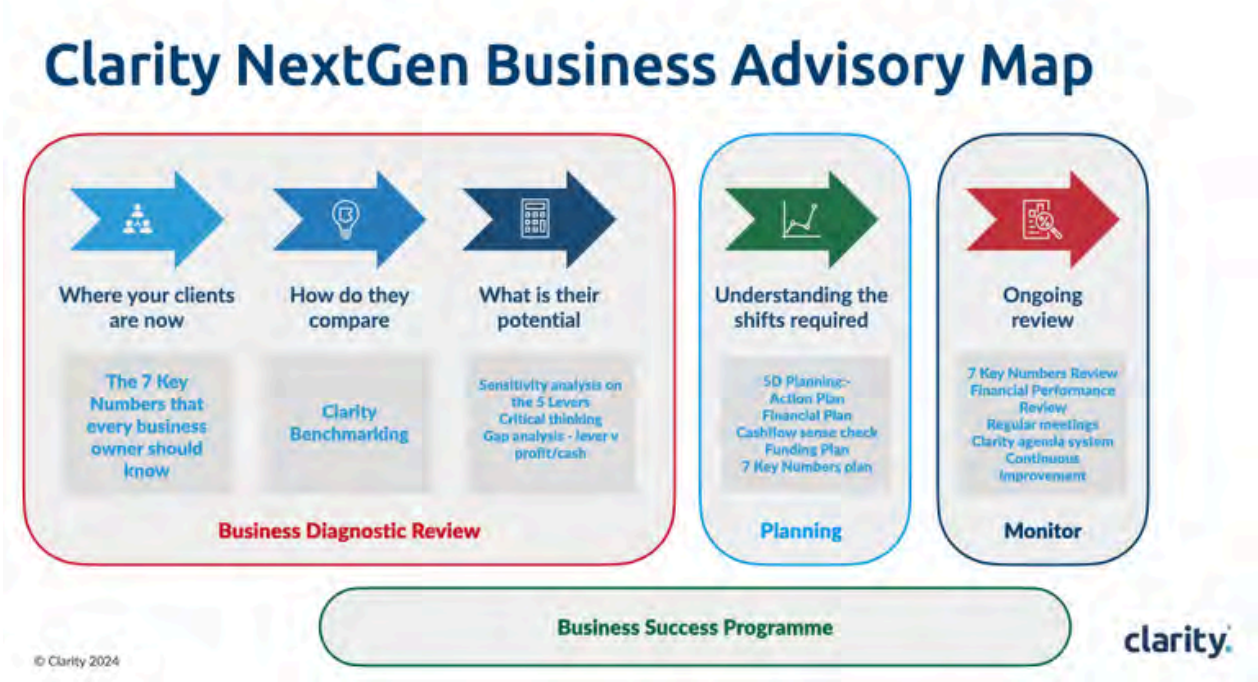 Clarity NextGen Business Advisory Map
Where your clients
are now
The 7 Key
Numbers that
every business
owner should
know
How do they
compare
Clarity
Benchmarking
What is their
potential
Sensitivity analysis on
the 5 Levers
Critical thinking
Gap analysis - lever v
profit/cash
Business Diagnostic Review
Understanding the
shifts required
5D Planning:-
Action Plan
Financial Plan
Cashflow sense check
Funding Plan
7 Key Numbers plan
Planning
Ongoing
review
7 Key Numbers Review
Financial Performance
Review
Regular meetings
Clarity agenda system
Continuous
Improvement
Monitor
Business Success Programme
© Clarity 2024
clarity.